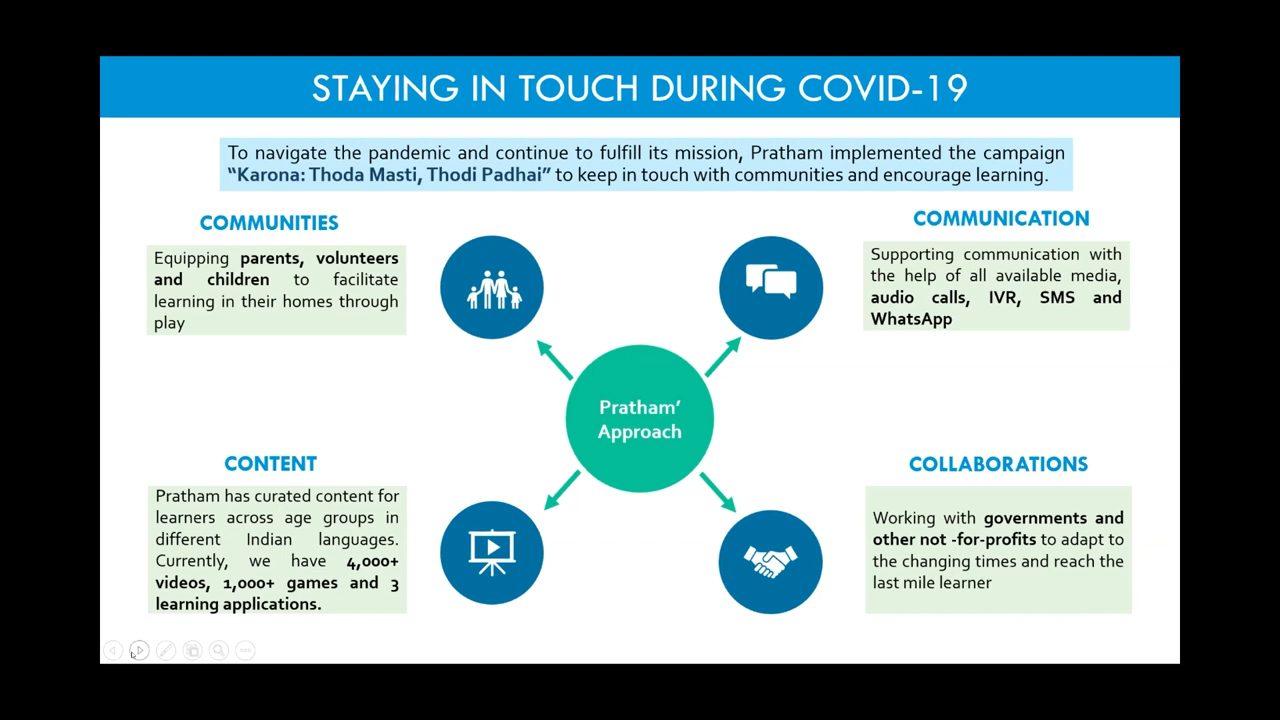 STAYING IN TOUCH DURING COVID-19
To navigate the pandemic and continue to fulfill its mission, Pratham implemented the campaign
“Karona: Thoda Masti, Thodi Padhai” to keep in touch with communities and encourage learning.
COMMUNITIES
Equipping parents, volunteers
and children to facilitate
learning in their homes through
play
COMMUNICATION
Supporting communication with
the help of all available media,
audio calls, IVR, SMS and
WhatsApp
Pratham’
Approach
CONTENT
Pratham has curated content for
learners across age groups in
different Indian languages.
Currently, we have 4,000+
videos, 1,000+ games and 3
learning applications.
COLLABORATIONS
Working with governments and
other not -for-profits to adapt to
the changing times and reach the
last mile learner